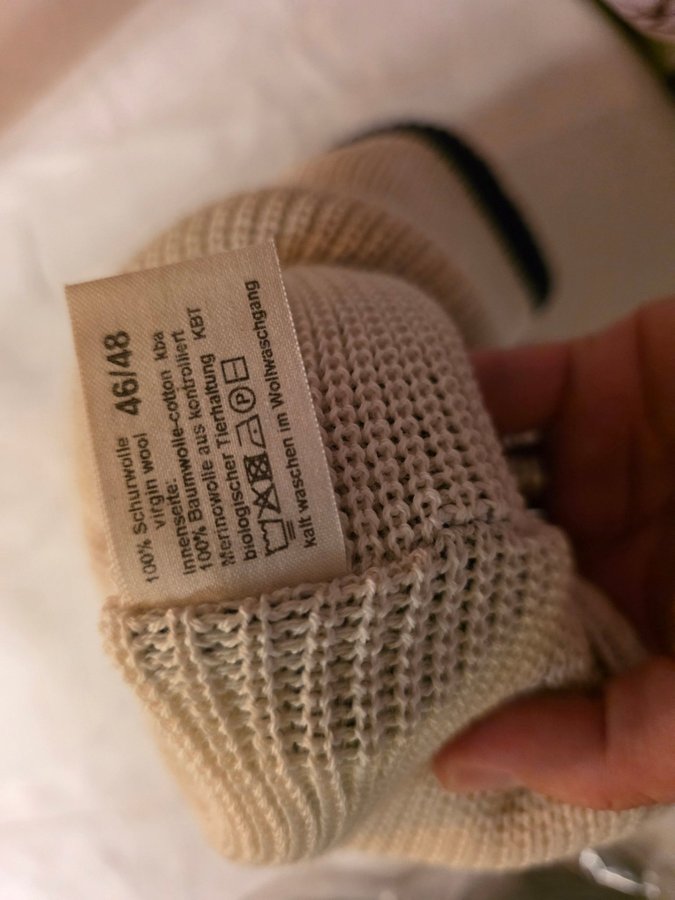 100% Schurwolle 46/48
virgin wool
Innenseite:
100% Baumwolle-cotton kba
Merinowolle aus kontrolliert
biologischer Tierhaltung KBT
P
kalt waschen im Wollwaschgang